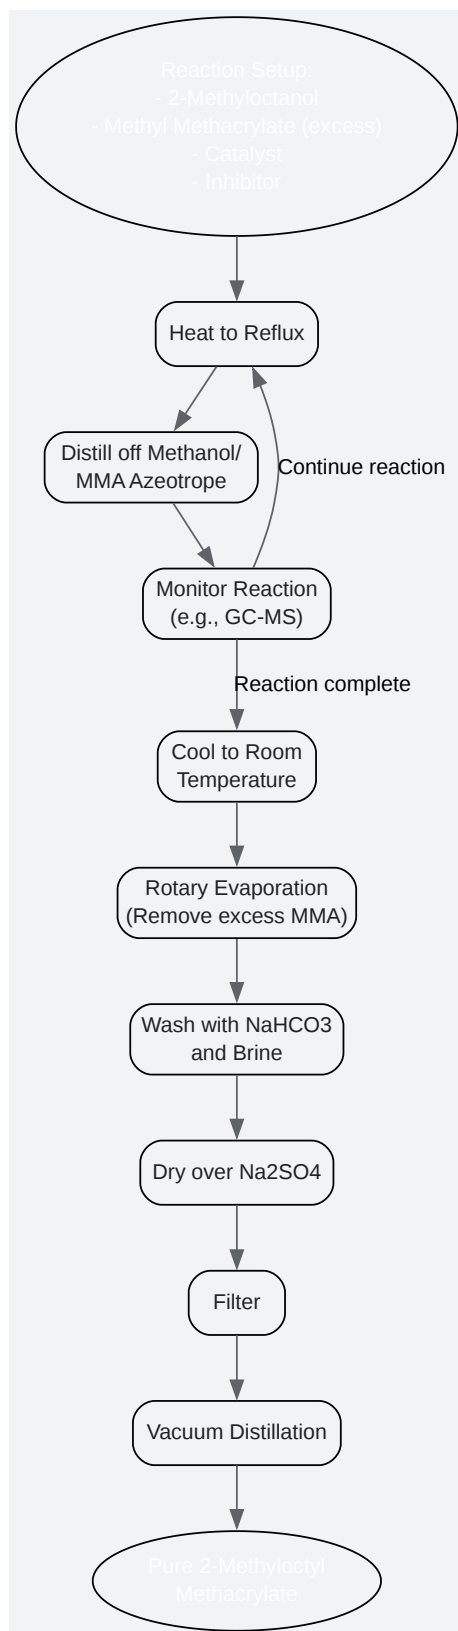 Reaction Setup:
- 2-Methyloctanol
- Methyl Methacrylate (excess)
- Catalyst
- Inhibitor
Heat to Reflux
Distill off Methanol/
MMA Azeotrope
Continue reaction
Monitor Reaction
(e.g., GC-MS)
Reaction complete
Cool to Room
Temperature
Rotary Evaporation
(Remove excess MMA)
Wash with NaHCO3
and Brine
Dry over Na2SO4
Filter
Vacuum Distillation
Pure 2-Methyloctyl
Methacrylate